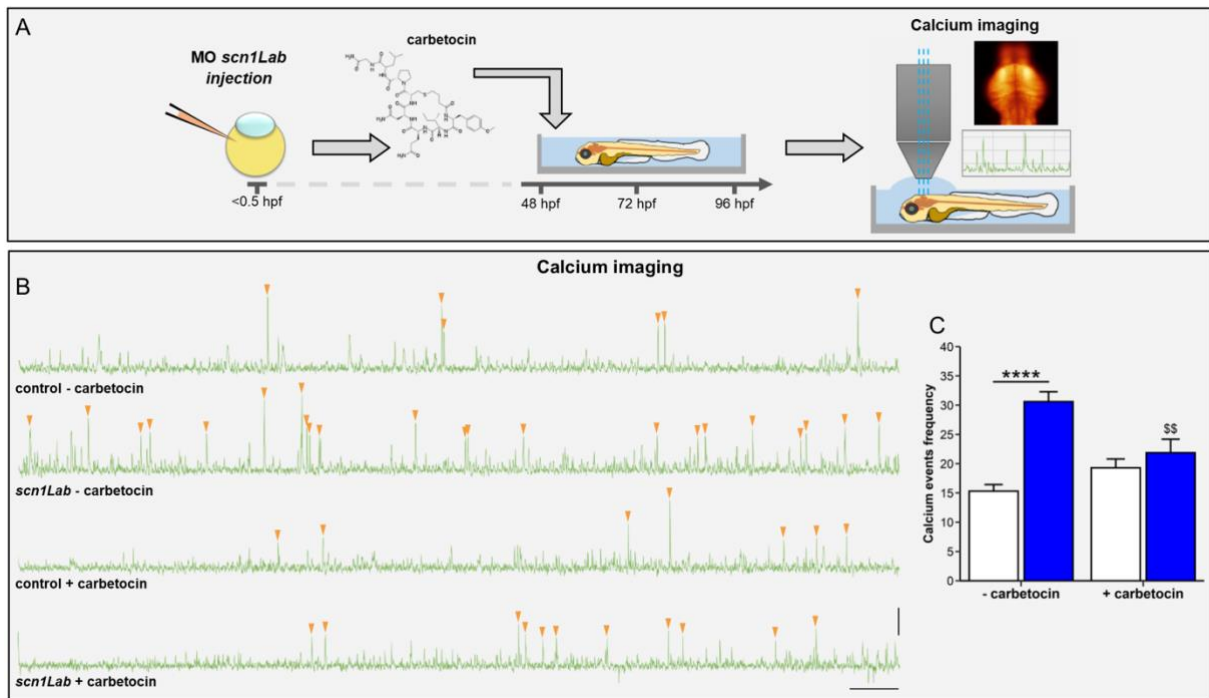 A
MO scn1Lab
injection
carbetocin
Calcium imaging
<0.5 hpf
48 hpf
72 hpf
96 hpf
Calcium imaging
B
control - carbetocin
scn1Lab - carbetocin
control + carbetocin
scn1Lab + carbetocin
C
Calcium events frequency
40
35
30
25
20
15
10
5
0
****
$$
- carbetocin
+ carbetocin